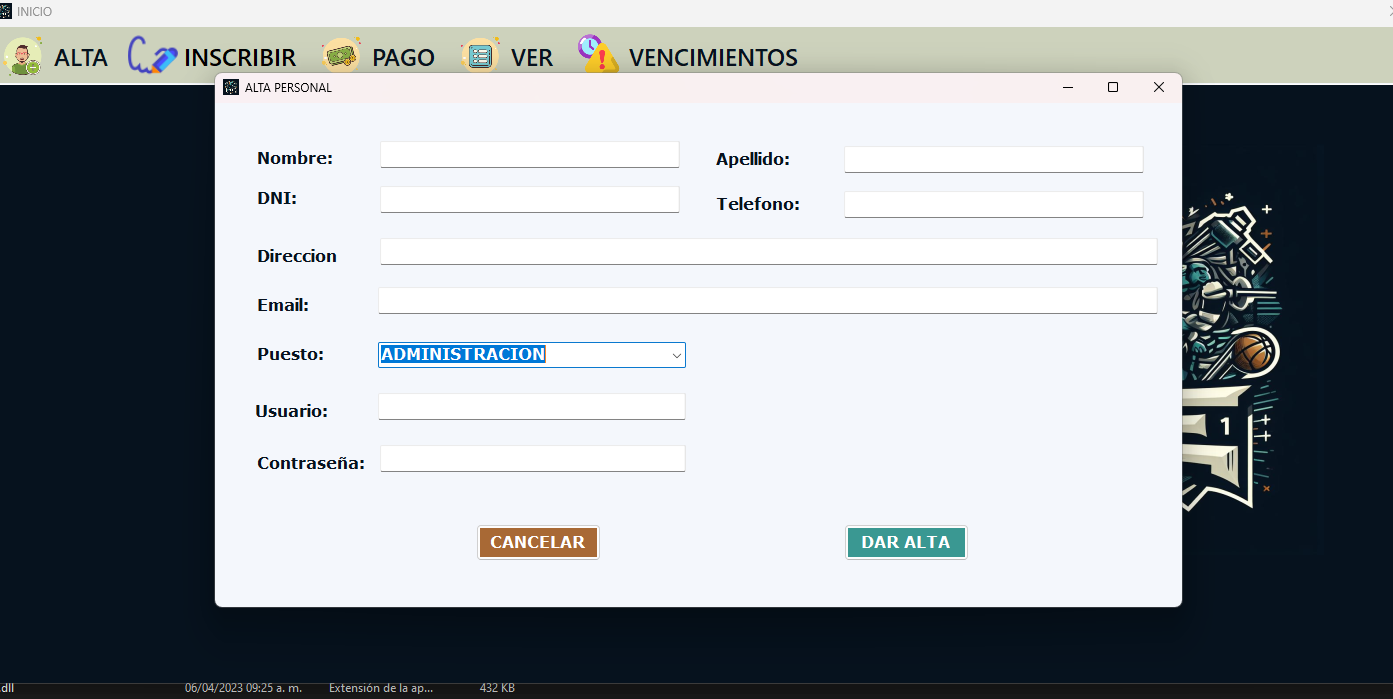 INICIO
ALTA INSCRIBIR PAGO VER VENCIMIENTOS
ALTA PERSONAL
Nombre: Apellido:
DNI: Telefono:
Direccion
Email:
Puesto: ADMINISTRACION
Usuario:
Contraseña:
CANCELAR DAR ALTA
1
.dll 06/04/2023 09:25 a. m. Extensión de la ap... 432 KB